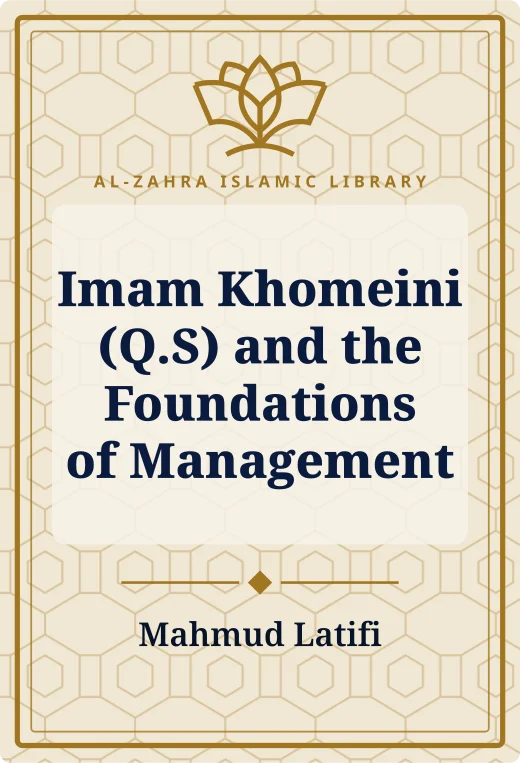 AL-ZAHRA ISLAMIC LIBRARY
Imam Khomeini
(Q.S) and the
Foundations
of Management
Mahmud Latifi